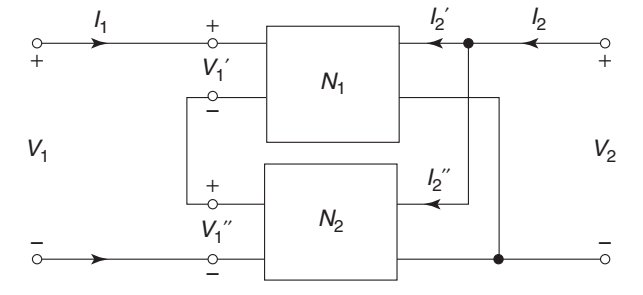 I₁ + I₂′ I₂
+ V₁′ N₁ +
−
V₁ V₂
+ I₂″
V₁″ N₂
− − −